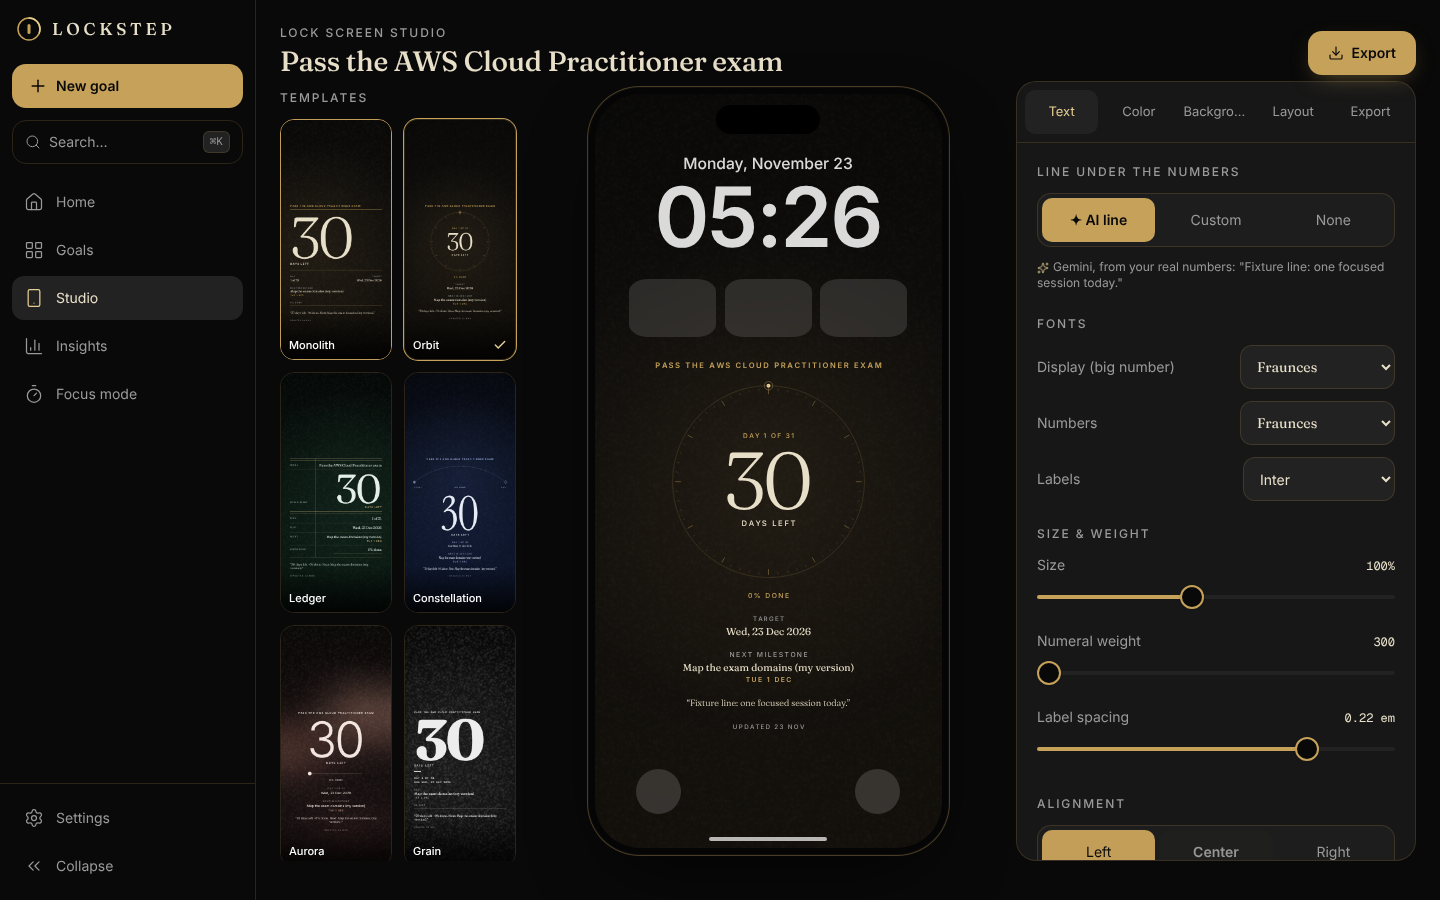 LOCKSTEP
New goal
Search...
⌘K
Home
Goals
Studio
Insights
Focus mode
Settings
Collapse
LOCK SCREEN STUDIO
Pass the AWS Cloud Practitioner exam
Export
TEMPLATES
30
Monolith
30
Orbit
30
Ledger
30
Constellation
30
Aurora
30
Grain
Monday, November 23
05:26
PASS THE AWS CLOUD PRACTITIONER EXAM
DAY 1 OF 31
30
DAYS LEFT
0% DONE
TARGET
Wed, 23 Dec 2026
NEXT MILESTONE
Map the exam domains (my version)
TUE 1 DEC
"Fixture line: one focused session today."
UPDATED 23 NOV
Text
Color
Backgro...
Layout
Export
LINE UNDER THE NUMBERS
AI line
Custom
None
Gemini, from your real numbers: "Fixture line: one focused
session today."
FONTS
Display (big number)
Fraunces
Numbers
Fraunces
Labels
Inter
SIZE & WEIGHT
Size
100%
Numeral weight
300
Label spacing
0.22 em
ALIGNMENT
Left
Center
Right